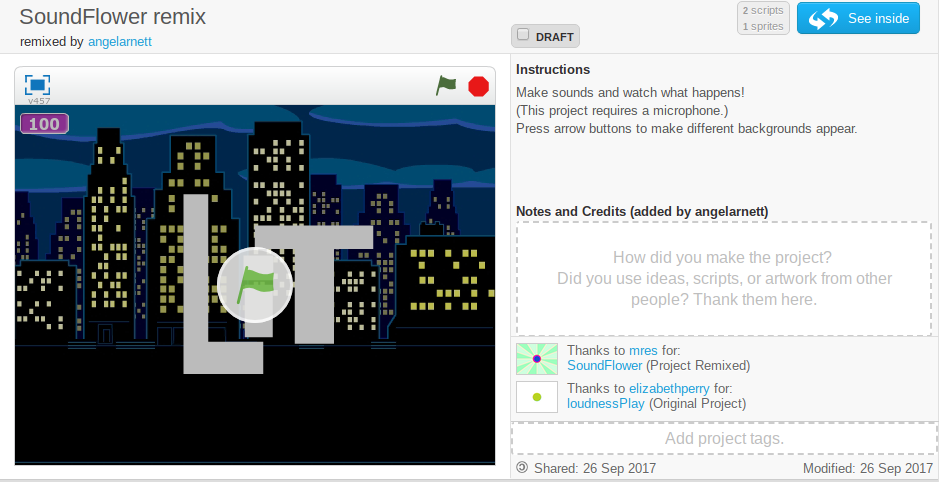 SoundFlower remix
remixed by angelarnett
DRAFT
2 scripts
1 sprites
See inside
v457
100
LIT
Instructions
Make sounds and watch what happens!
(This project requires a microphone.)
Press arrow buttons to make different backgrounds appear.
Notes and Credits (added by angelarnett)
How did you make the project?
Did you use ideas, scripts, or artwork from other
people? Thank them here.
Thanks to mres for:
SoundFlower (Project Remixed)
Thanks to elizabethperry for:
loudnessPlay (Original Project)
Add project tags.
Shared: 26 Sep 2017 Modified: 26 Sep 2017